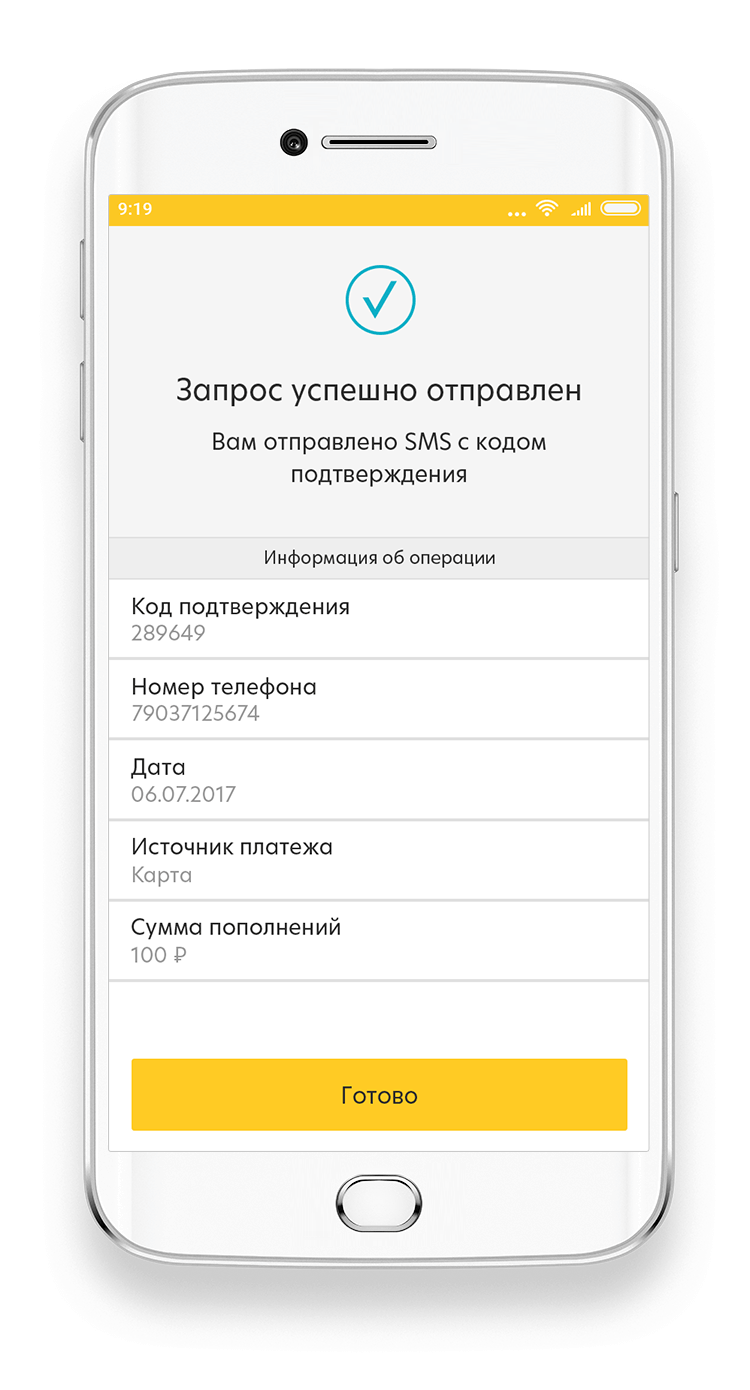 9:19
Запрос успешно отправлен
Вам отправлено SMS с кодом
подтверждения
Информация об операции
Код подтверждения
289649
Номер телефона
79037125674
Дата
06.07.2017
Источник платежа
Карта
Сумма пополнений
100 ₽
Готово